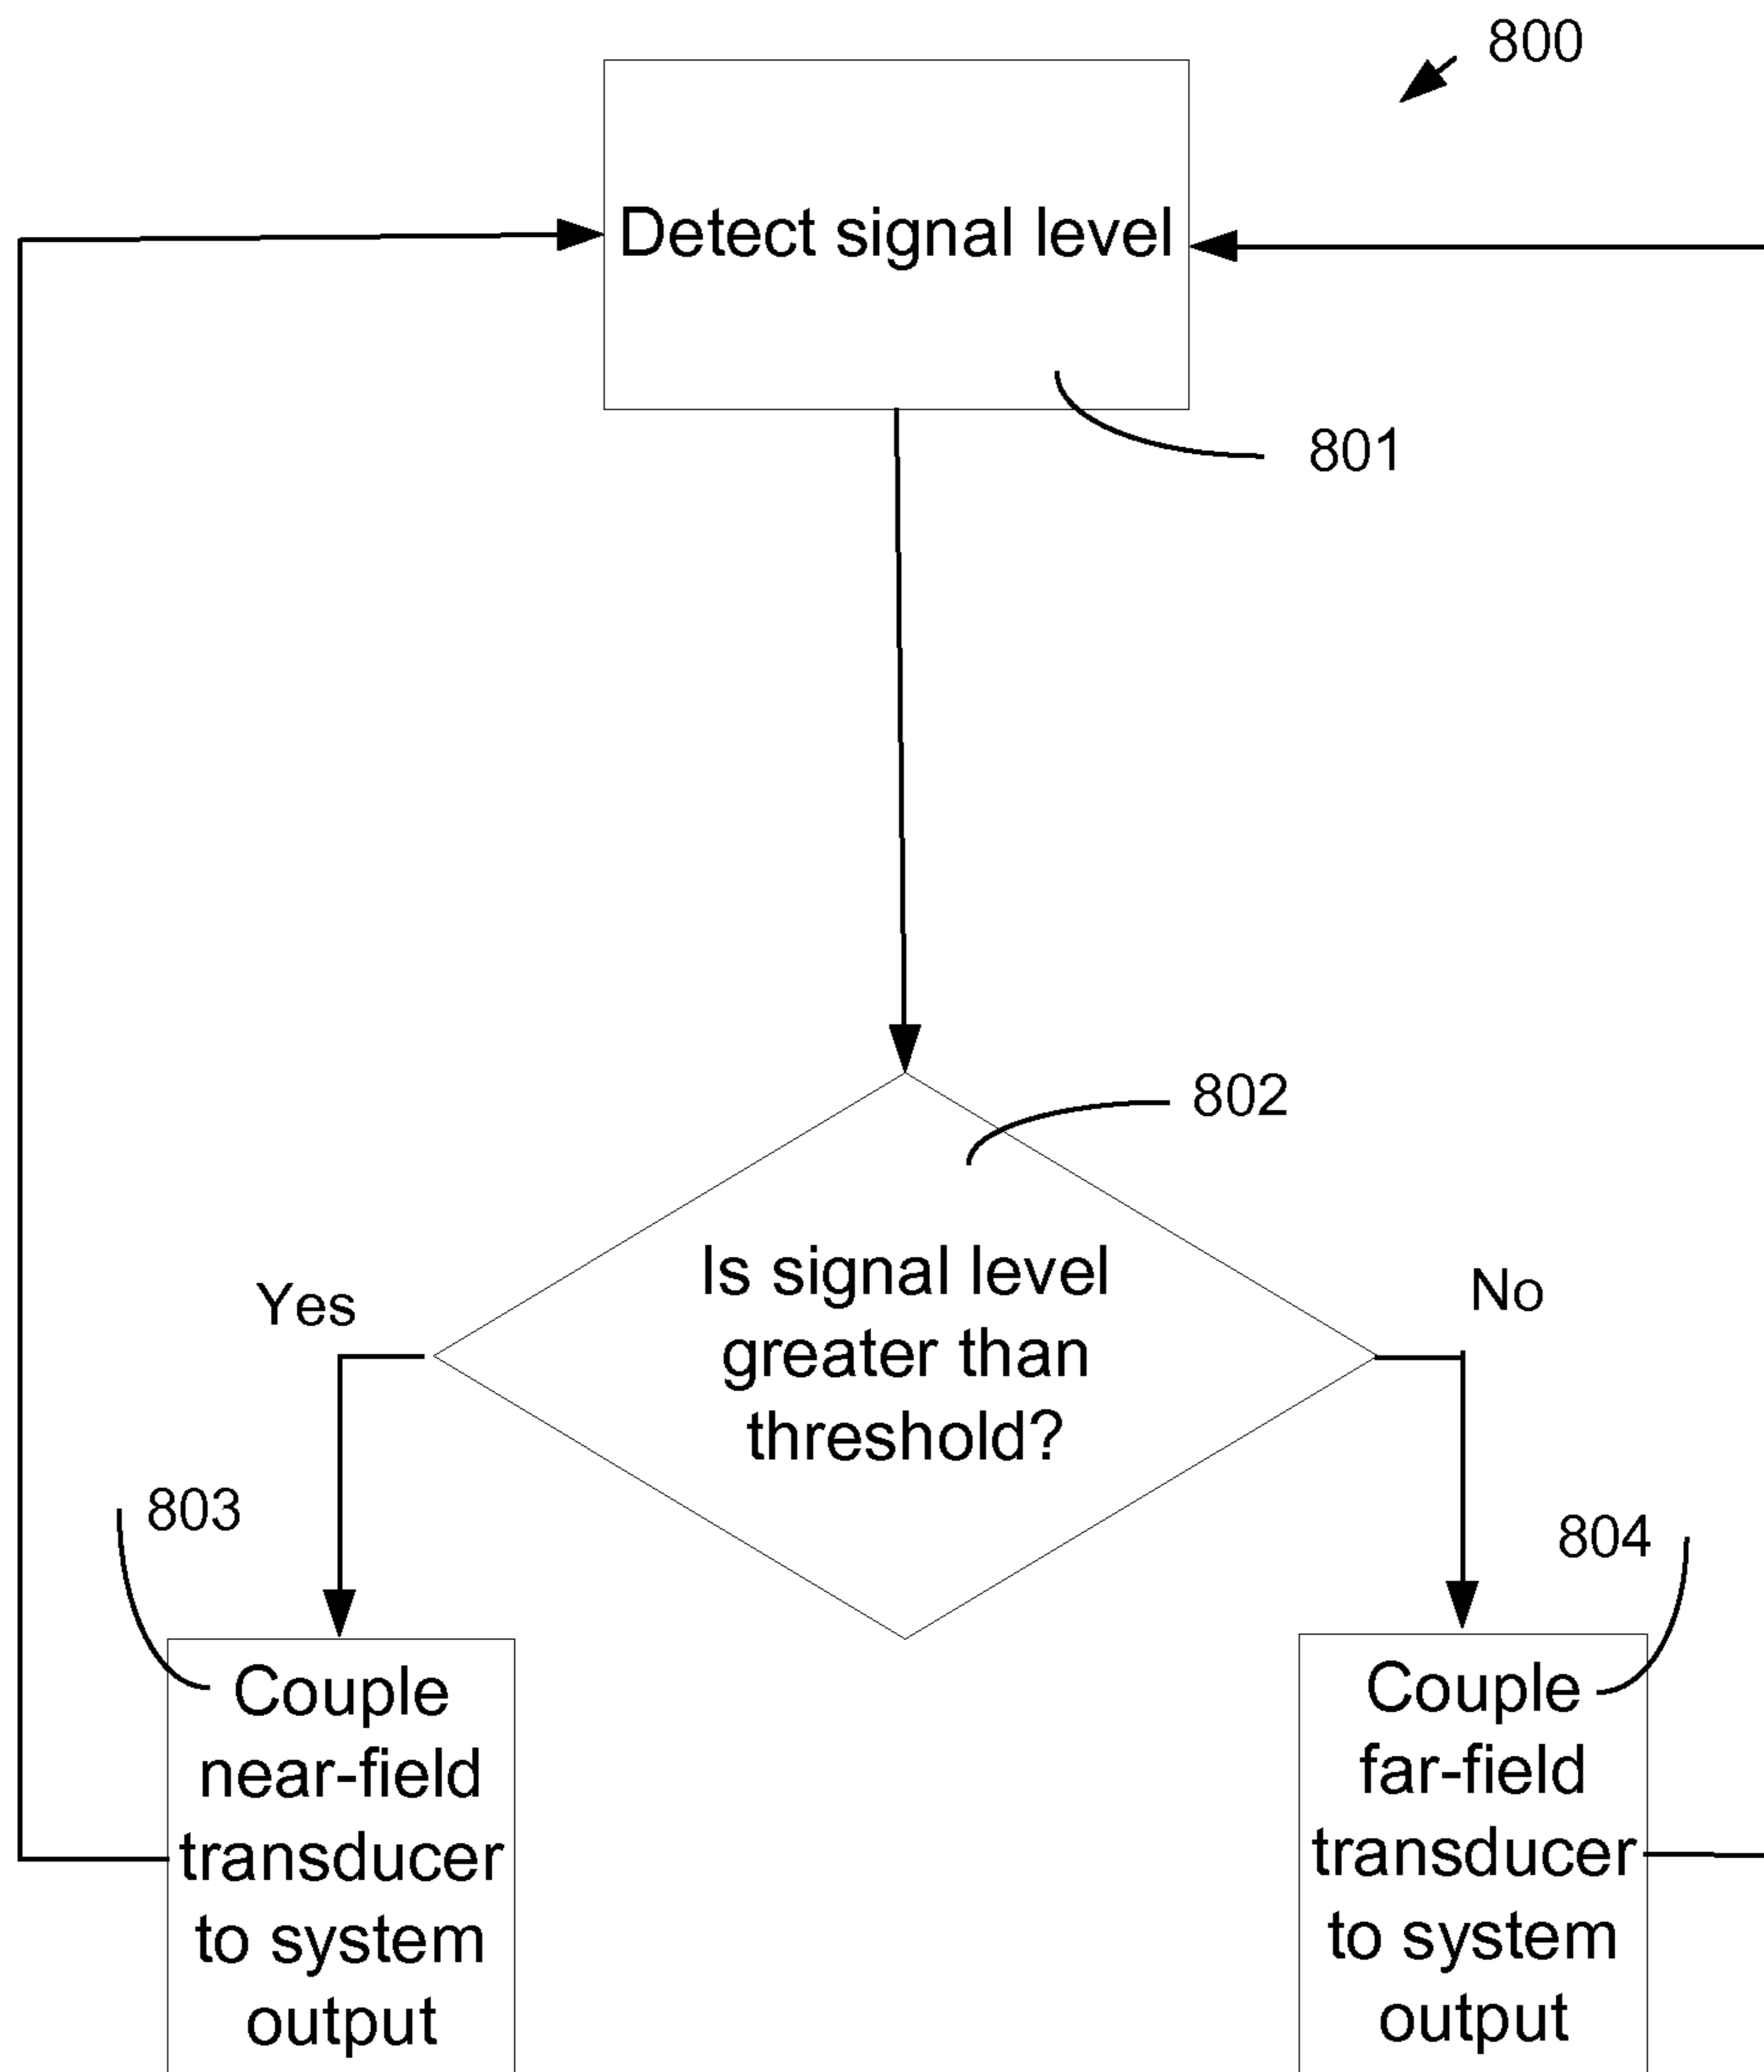 800
Detect signal level
801
802
Is signal level
greater than
threshold?
Yes
No
803
804
Couple
near-field
transducer
to system
output
Couple
far-field
transducer
to system
output